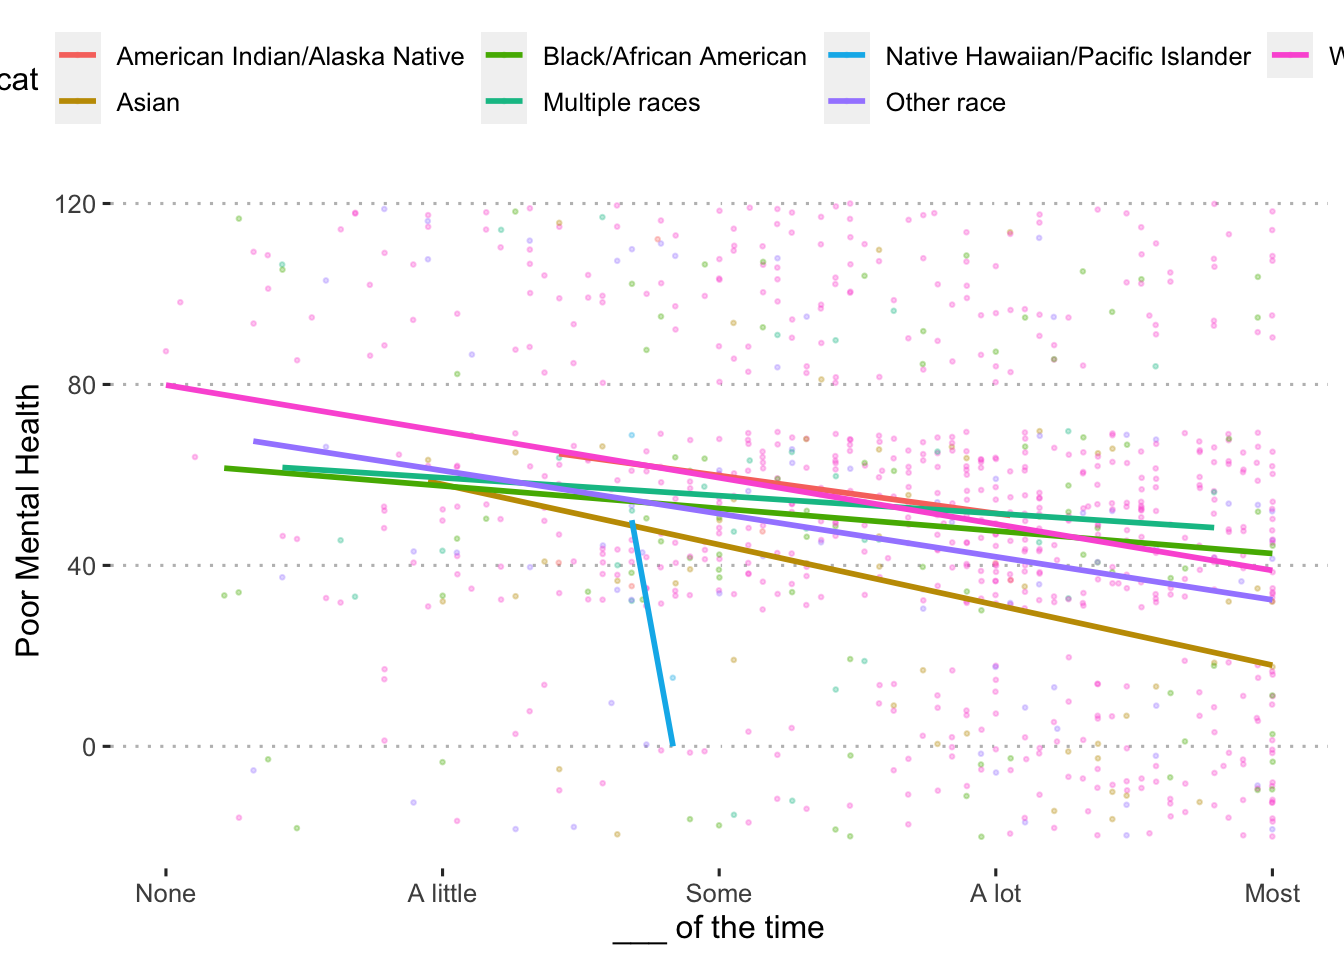 American Indian/Alaska Native Black/African American Native Hawaiian/Pacific Islander W
cat
Asian Multiple races Other race
120
80
40
0
Poor Mental Health
None A little Some A lot Most
___ of the time